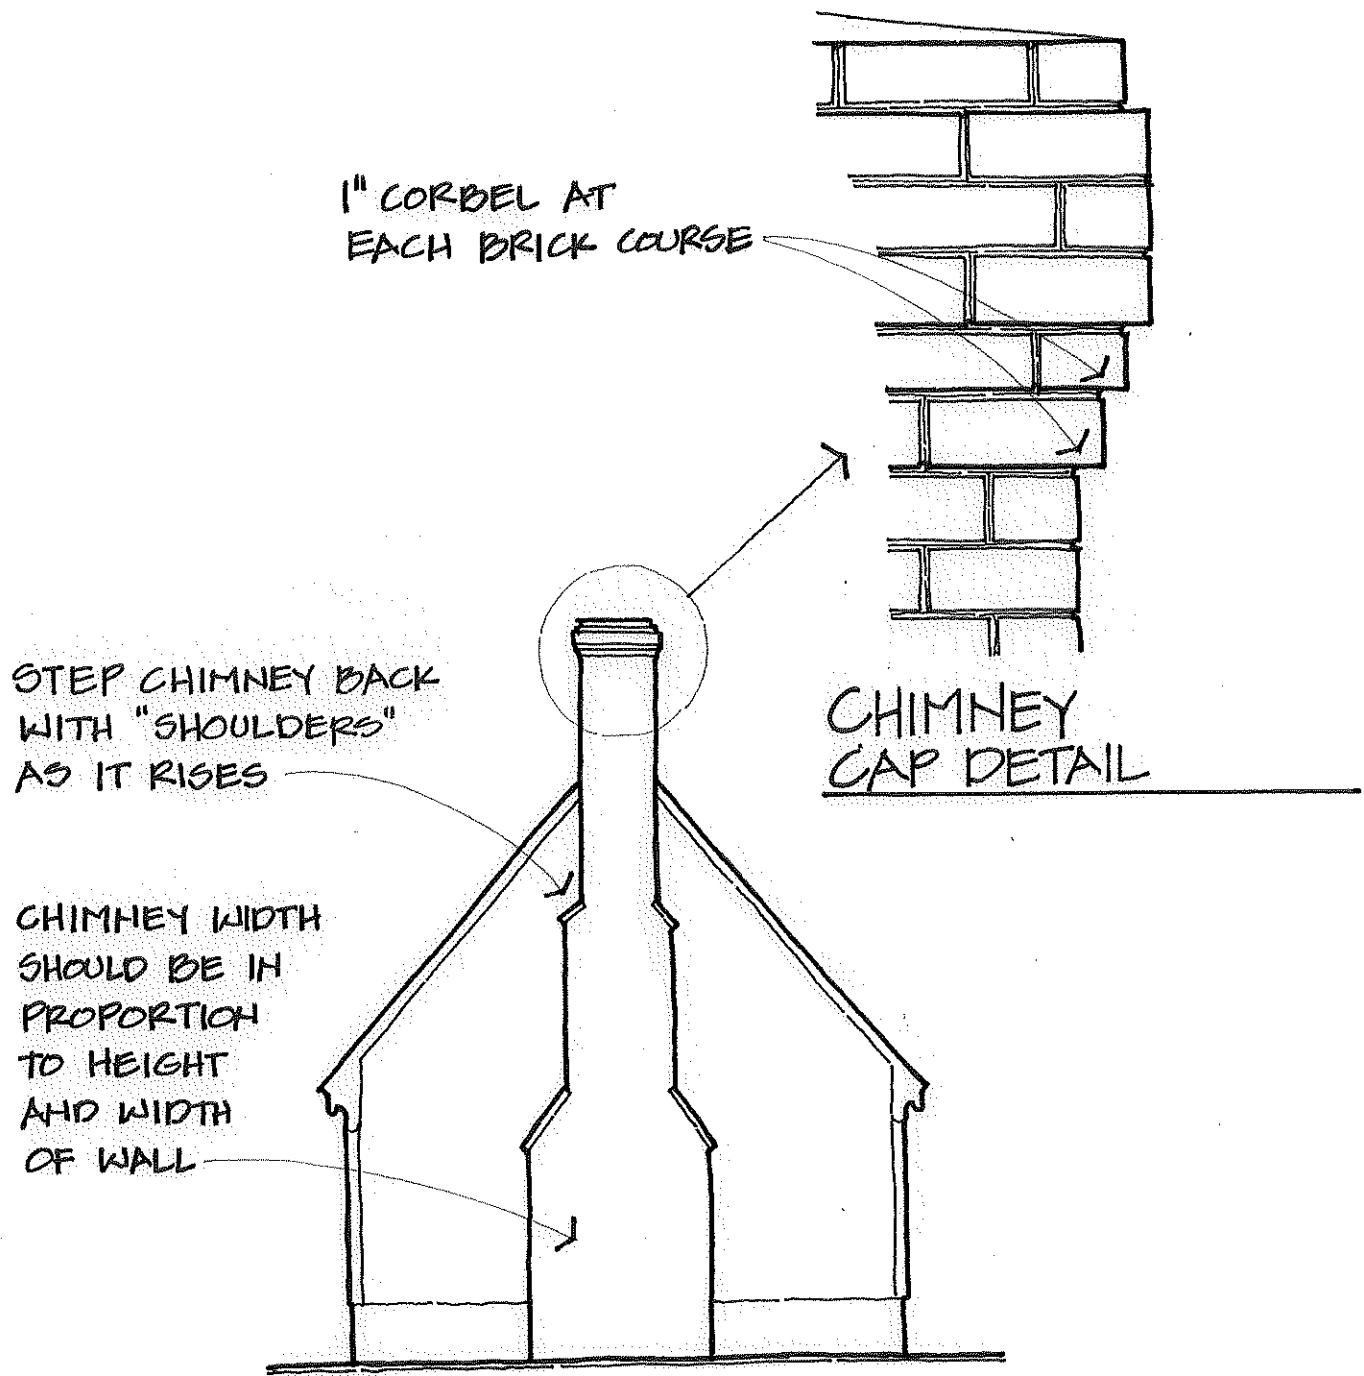 1" CORBEL AT
EACH BRICK COURSE
STEP CHIMNEY BACK
WITH "SHOULDERS"
AS IT RISES
CHIMNEY
CAP DETAIL
CHIMNEY WIDTH
SHOULD BE IN
PROPORTION
TO HEIGHT
AND WIDTH
OF WALL